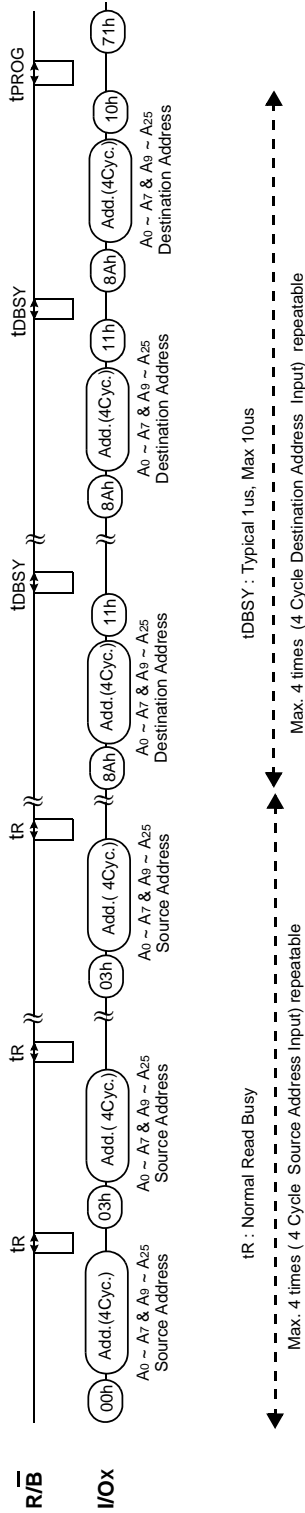 tR tR tR tDBSY tDBSY tPROG
R/B
I/Ox
00h Add.(4Cyc.) 03h Add.( 4Cyc.) 03h Add.( 4Cyc.) 8Ah Add.(4Cyc.) 11h 8Ah Add.(4Cyc.) 11h 8Ah Add.(4Cyc.) 10h 71h
A0 ~ A7 & A9 ~ A25 A0 ~ A7 & A9 ~ A25 A0 ~ A7 & A9 ~ A25 A0 ~ A7 & A9 ~ A25 A0 ~ A7 & A9 ~ A25 A0 ~ A7 & A9 ~ A25
Source Address Source Address Source Address Destination Address Destination Address Destination Address
tR : Normal Read Busy tDBSY : Typical 1us, Max 10us
Max. 4 times ( 4 Cycle Source Address Input) repeatable Max. 4 times (4 Cycle Destination Address Input) repeatable